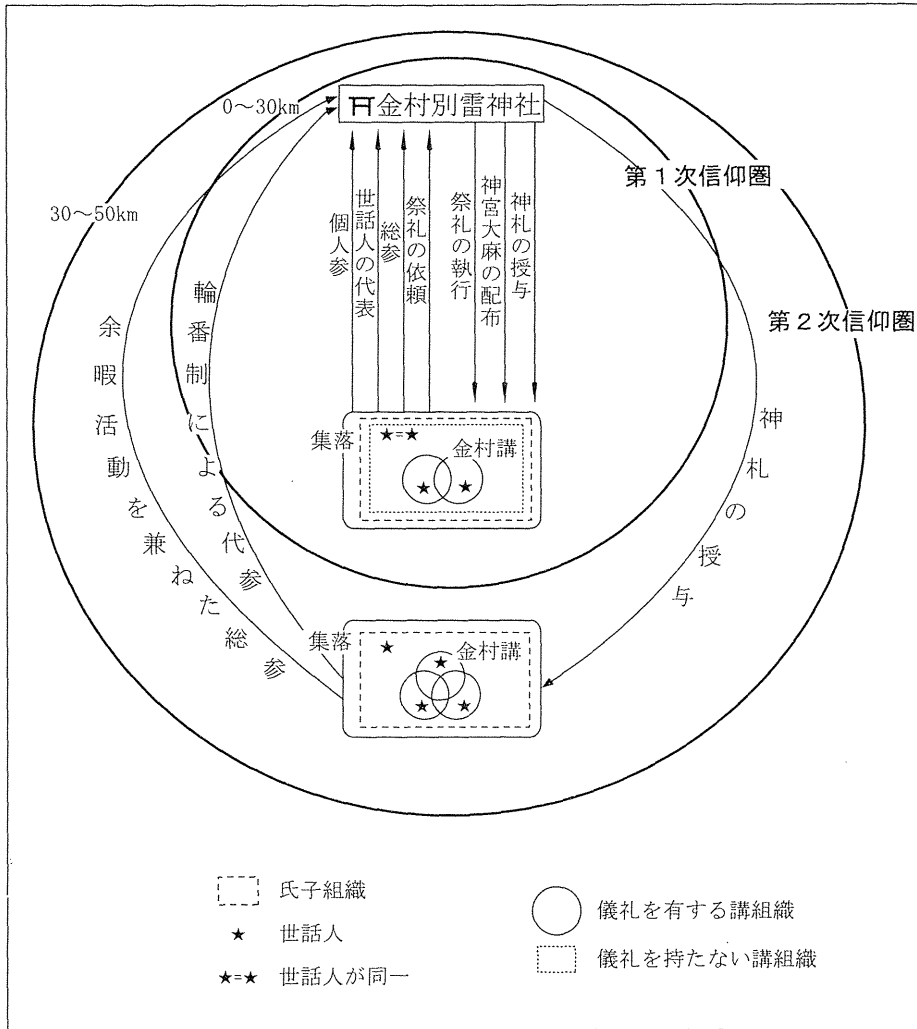 0～30km
⛩金村別雷神社
第1次信仰圏
30～50km
第2次信仰圏
個人参
世話人の代表
総参
祭礼の依頼
祭礼の執行
神宮大麻の配布
神札の授与
輪番制による代参
余暇活動を兼ねた総参
神札の授与
集落
★=★
金村講
★ ★
集落
★
金村講
★
★ ★
氏子組織
★ 世話人
★=★ 世話人が同一
儀礼を有する講組織
儀礼を持たない講組織